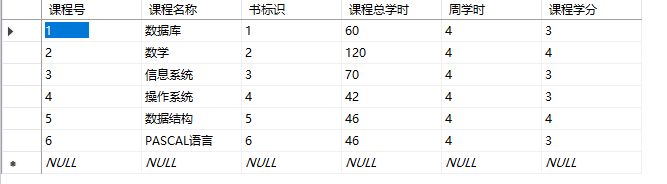 课程号 课程名称 书标识 课程总学时 周学时 课程学分
1 数据库 1 60 4 3
2 数学 2 120 4 4
3 信息系统 3 70 4 3
4 操作系统 4 42 4 3
5 数据结构 5 46 4 4
6 PASCAL语言 6 46 4 3
NULL NULL NULL NULL NULL NULL